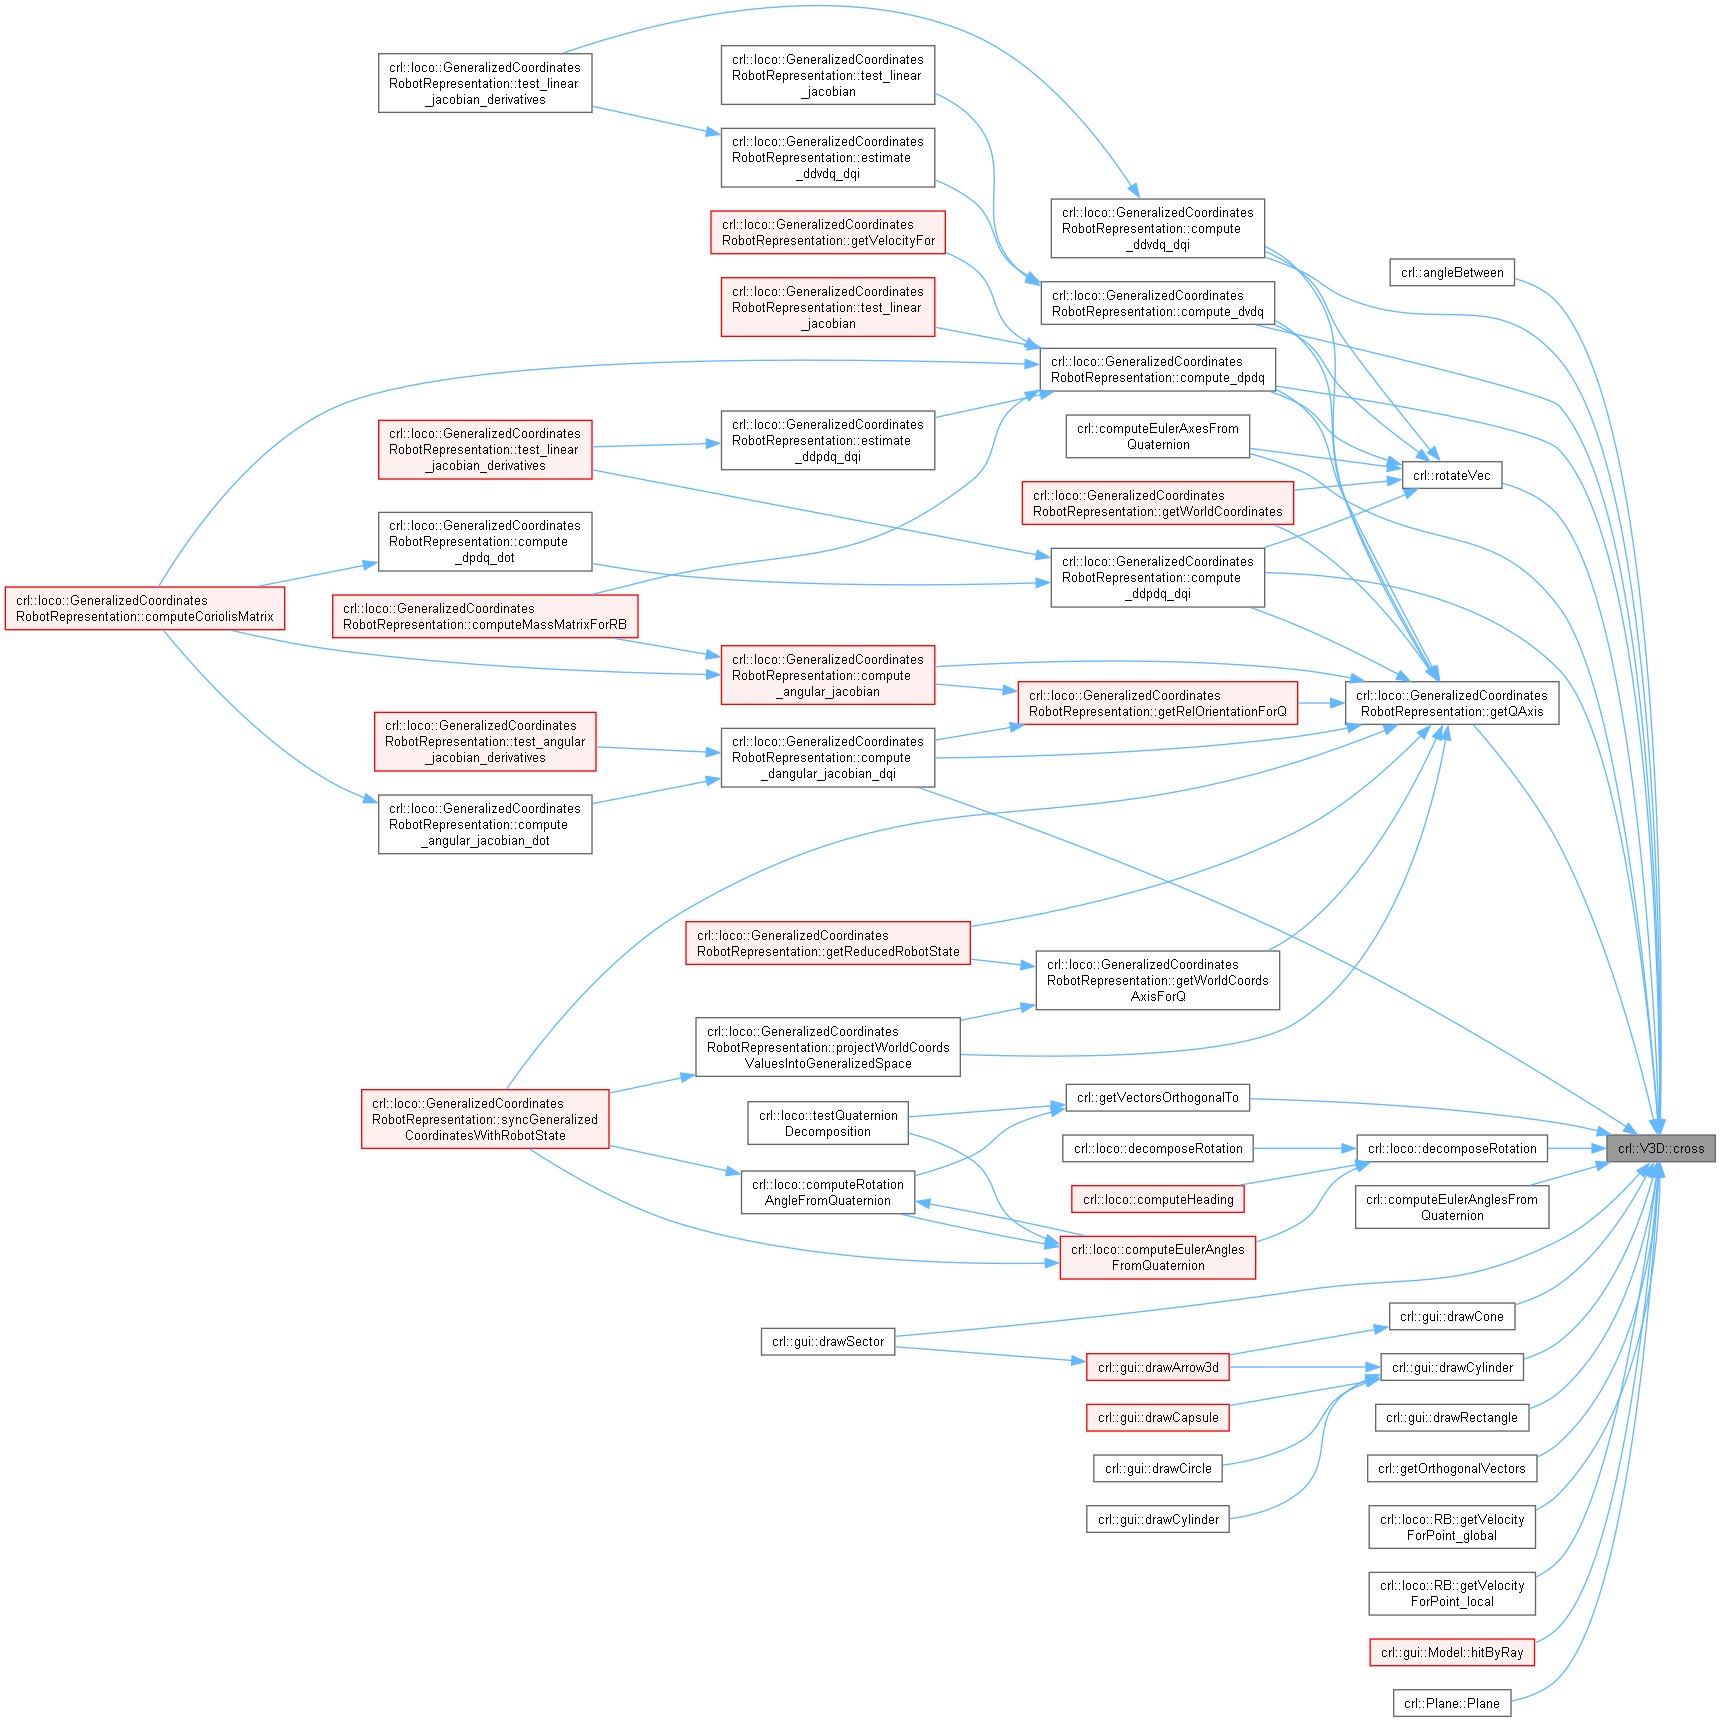 crl::loco::GeneralizedCoordinates
RobotRepresentation::test_linear
_jacobian_derivatives
crl::loco::GeneralizedCoordinates
RobotRepresentation::test_linear
_jacobian
crl::loco::GeneralizedCoordinates
RobotRepresentation::estimate
_ddvdq_dqi
crl::loco::GeneralizedCoordinates
RobotRepresentation::getVelocityFor
crl::loco::GeneralizedCoordinates
RobotRepresentation::test_linear
_jacobian
crl::loco::GeneralizedCoordinates
RobotRepresentation::compute
_ddvdq_dqi
crl::angleBetween
crl::loco::GeneralizedCoordinates
RobotRepresentation::compute_dvdq
crl::loco::GeneralizedCoordinates
RobotRepresentation::compute_dpdq
crl::loco::GeneralizedCoordinates
RobotRepresentation::test_linear
_jacobian_derivatives
crl::loco::GeneralizedCoordinates
RobotRepresentation::estimate
_ddpdq_dqi
crl::computeEulerAxesFrom
Quaternion
crl::rotateVec
crl::loco::GeneralizedCoordinates
RobotRepresentation::getWorldCoordinates
crl::loco::GeneralizedCoordinates
RobotRepresentation::compute
_dpdq_dot
crl::loco::GeneralizedCoordinates
RobotRepresentation::compute
_ddpdq_dqi
crl::loco::GeneralizedCoordinates
RobotRepresentation::computeCoriolisMatrix
crl::loco::GeneralizedCoordinates
RobotRepresentation::computeMassMatrixForRB
crl::loco::GeneralizedCoordinates
RobotRepresentation::compute
_angular_jacobian
crl::loco::GeneralizedCoordinates
RobotRepresentation::getRelOrientationForQ
crl::loco::GeneralizedCoordinates
RobotRepresentation::getQAxis
crl::loco::GeneralizedCoordinates
RobotRepresentation::test_angular
_jacobian_derivatives
crl::loco::GeneralizedCoordinates
RobotRepresentation::compute
_dangular_jacobian_dqi
crl::loco::GeneralizedCoordinates
RobotRepresentation::compute
_angular_jacobian_dot
crl::loco::GeneralizedCoordinates
RobotRepresentation::getReducedRobotState
crl::loco::GeneralizedCoordinates
RobotRepresentation::getWorldCoords
AxisForQ
crl::loco::GeneralizedCoordinates
RobotRepresentation::projectWorldCoords
ValuesIntoGeneralizedSpace
crl::loco::GeneralizedCoordinates
RobotRepresentation::syncGeneralized
CoordinatesWithRobotState
crl::loco::testQuaternion
Decomposition
crl::getVectorsOrthogonalTo
crl::loco::decomposeRotation
crl::loco::decomposeRotation
crl::V3D::cross
crl::loco::computeRotation
AngleFromQuaternion
crl::loco::computeHeading
crl::computeEulerAnglesFrom
Quaternion
crl::loco::computeEulerAngles
FromQuaternion
crl::gui::drawSector
crl::gui::drawCone
crl::gui::drawArrow3d
crl::gui::drawCylinder
crl::gui::drawCapsule
crl::gui::drawRectangle
crl::gui::drawCircle
crl::getOrthogonalVectors
crl::gui::drawCylinder
crl::loco::RB::getVelocity
ForPoint_global
crl::loco::RB::getVelocity
ForPoint_local
crl::gui::Model::hitByRay
crl::Plane::Plane